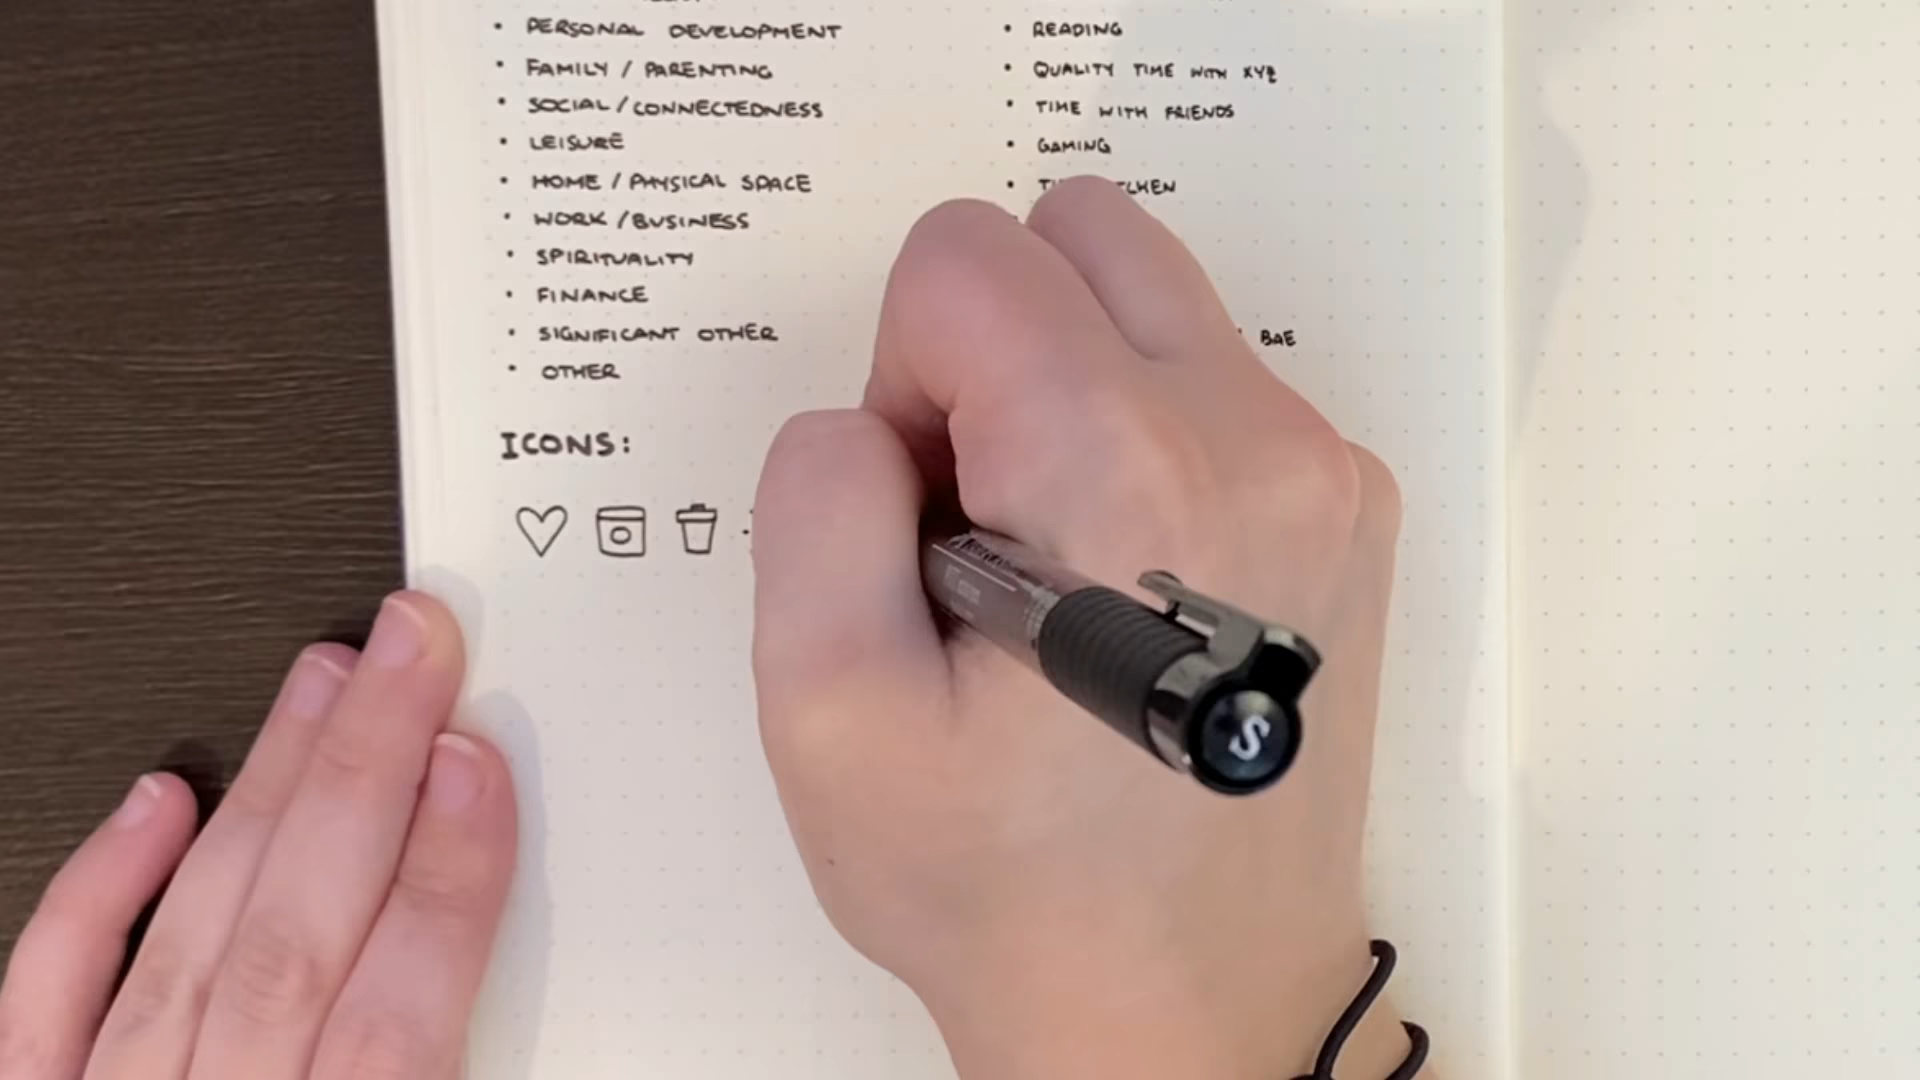 PERSONAL DEVELOPMENT
FAMILY / PARENTING
SOCIAL / CONNECTEDNESS
LEISURE
HOME / PHYSICAL SPACE
WORK / BUSINESS
SPIRITUALITY
FINANCE
SIGNIFICANT OTHER
OTHER
READING
QUALITY TIME WITH XYZ
TIME WITH FRIENDS
GAMING
BAE
ICONS:
S